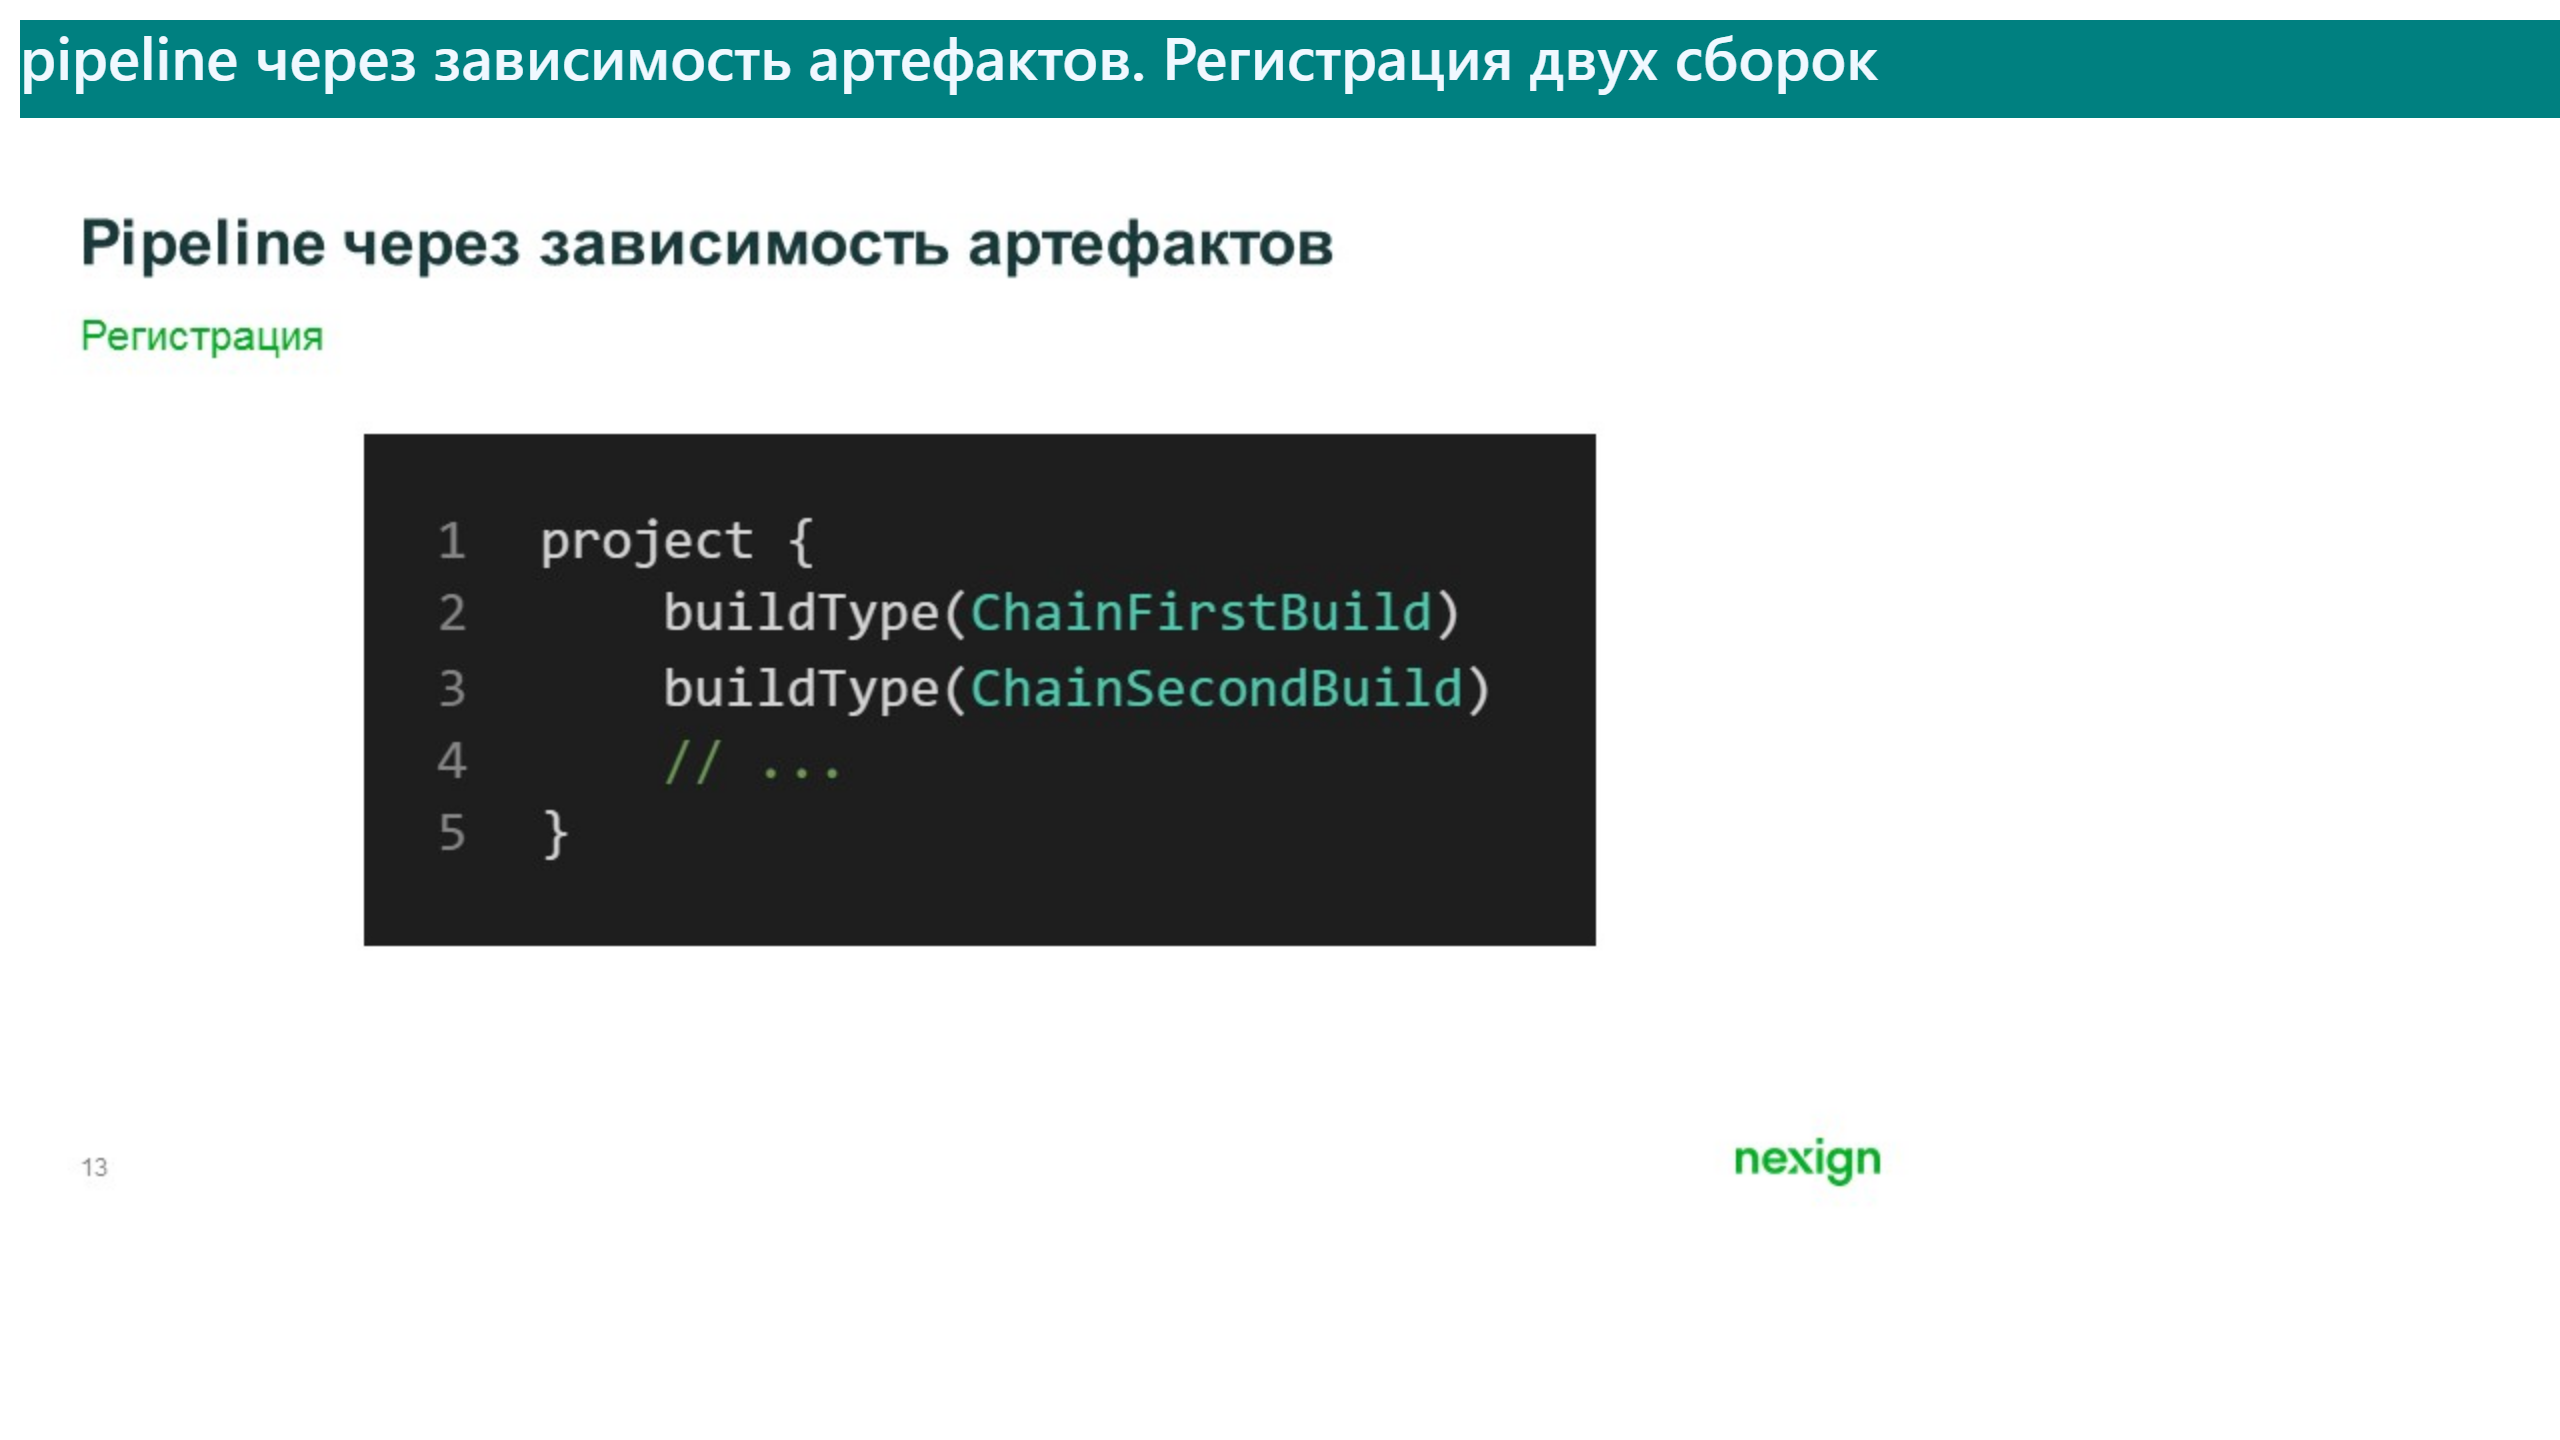 pipeline через зависимость артефактов. Регистрация двух сборок
Pipeline через зависимость артефактов
Регистрация
1 project {
2     buildType(ChainFirstBuild)
3     buildType(ChainSecondBuild)
4     // ...
5 }
13
nexign